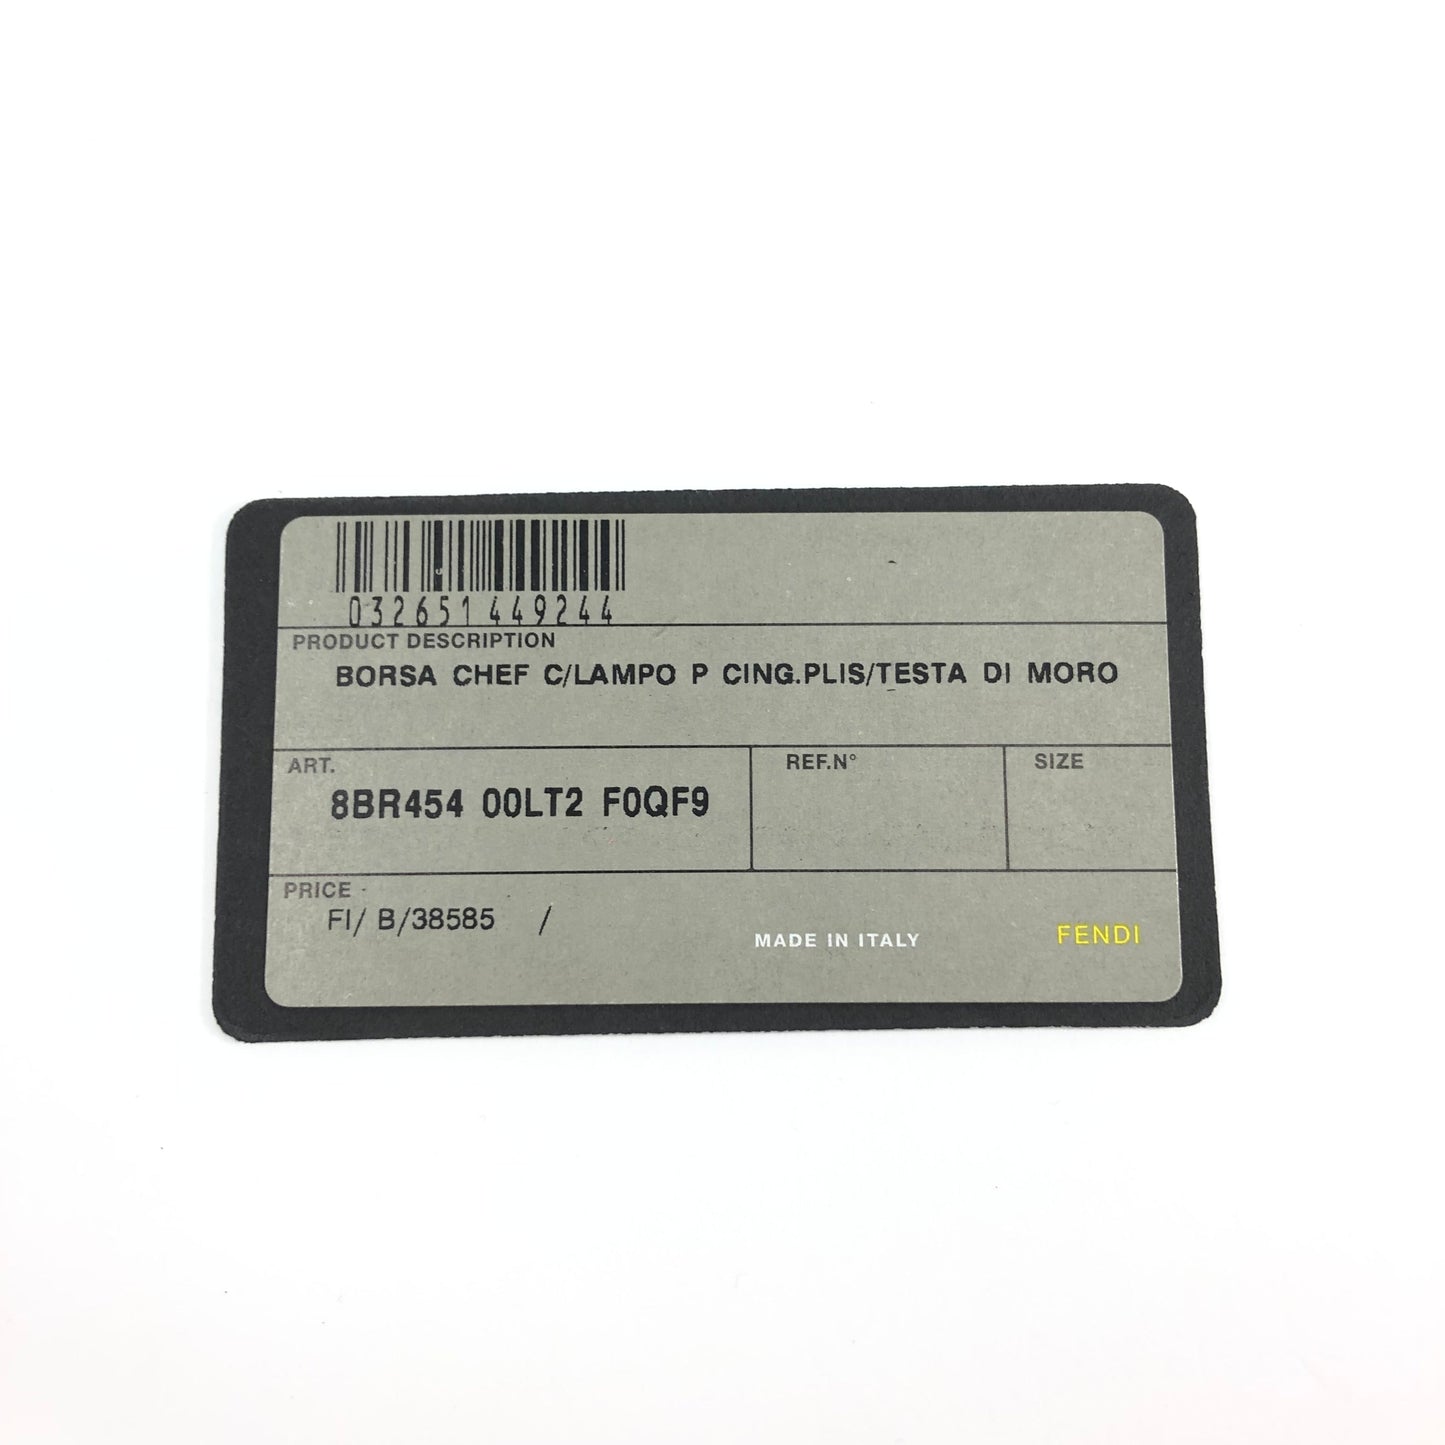 032651449244
PRODUCT DESCRIPTION
BORSA CHEF C/LAMPO P CING.PLIS/TESTA DI MORO
ART.
8BR454 00LT2 F0QF9
REF.N°
SIZE
PRICE
FI/ B/38585 /
MADE IN ITALY
FENDI